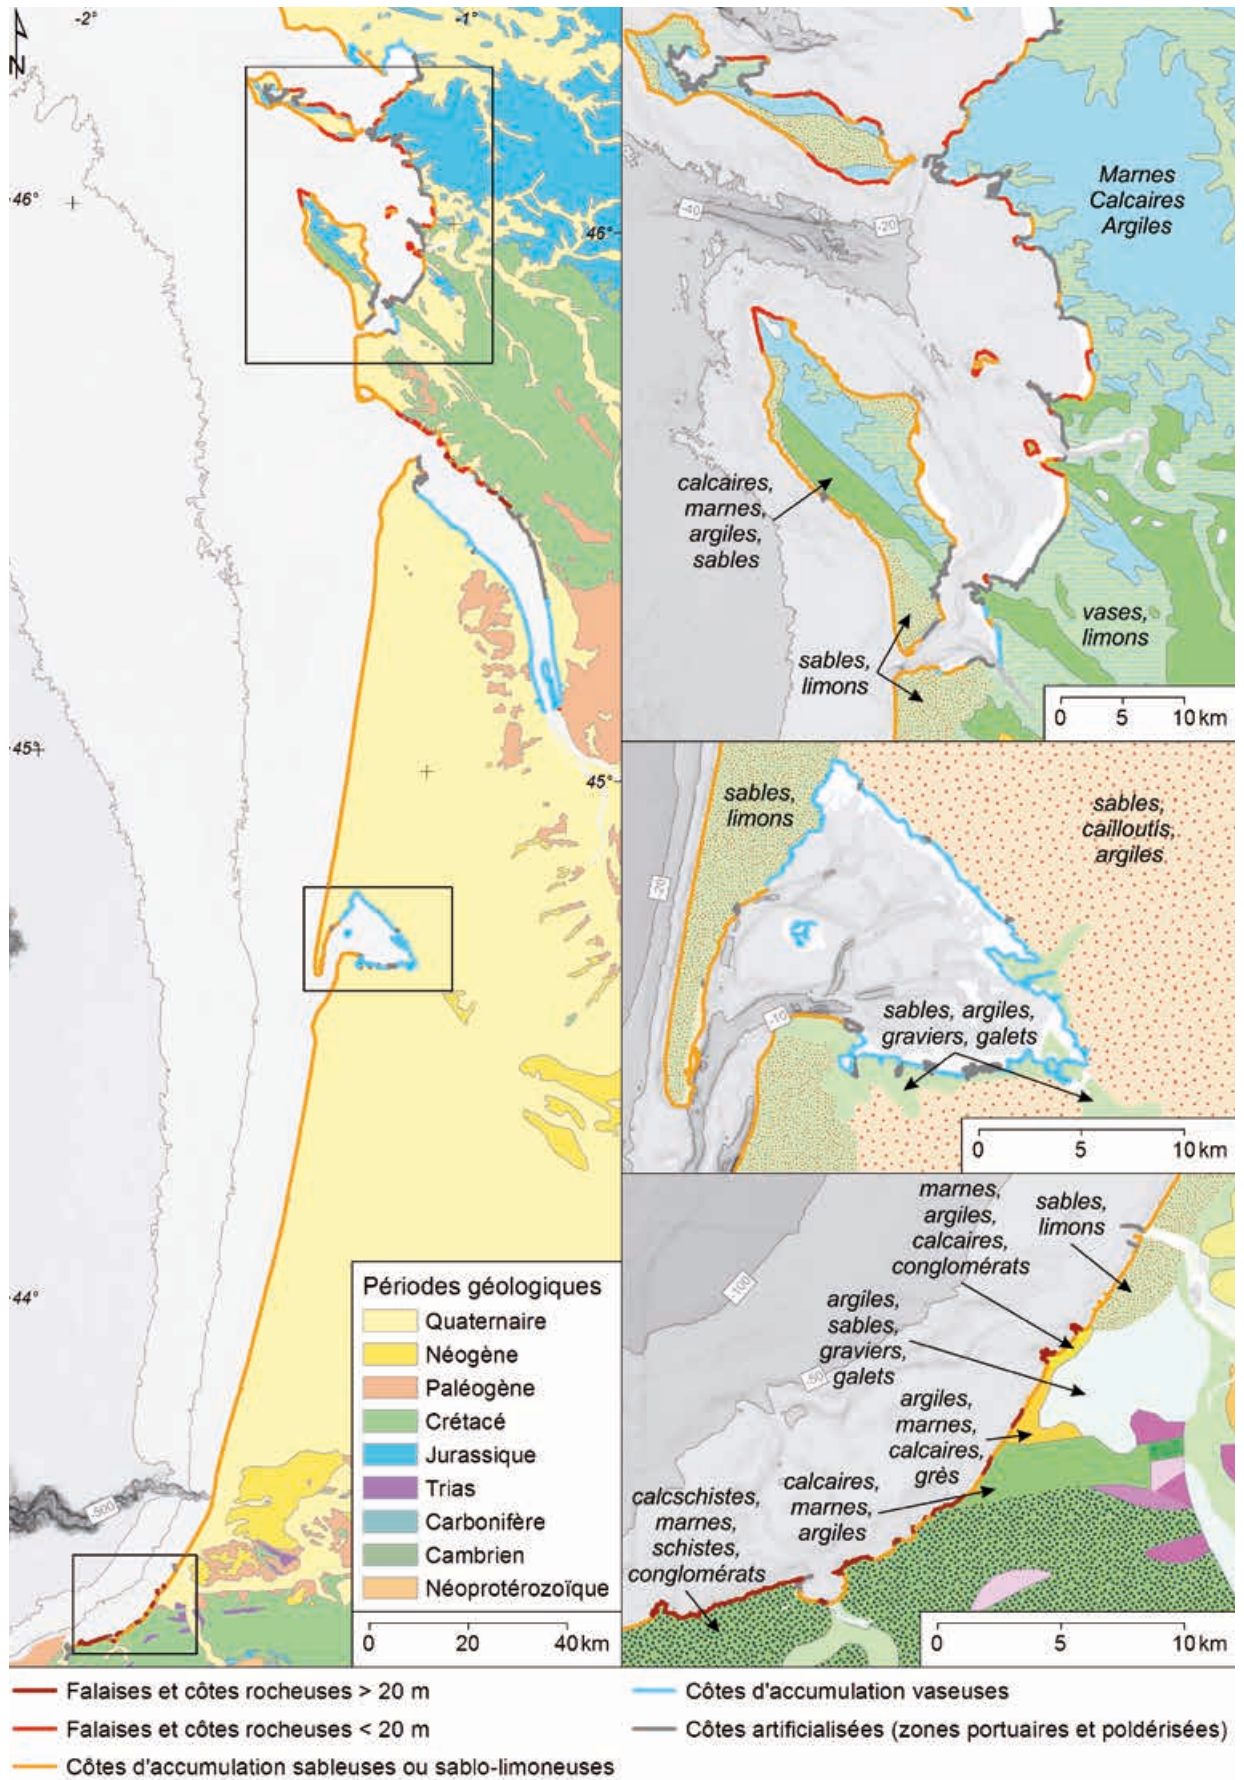 -2°
-1°
N
46°
46°
45°
45°
44°
-500
Périodes géologiques
Quaternaire
Néogène
Paléogène
Crétacé
Jurassique
Trias
Carbonifère
Cambrien
Néoprotérozoïque
0 20 40 km
-40
-20
Marnes
Calcaires
Argiles
calcaires,
marnes,
argiles,
sables
sables,
limons
vases,
limons
0 5 10 km
-20
sables,
limons
sables,
cailloutis,
argiles
-10
sables, argiles,
graviers, galets
0 5 10 km
-100
-50
marnes,
argiles,
calcaires,
conglomérats
sables,
limons
argiles,
sables,
graviers,
galets
argiles,
marnes,
calcaires,
grès
calcaires,
marnes,
argiles
calcschistes,
marnes,
schistes,
conglomérats
0 5 10 km
Falaises et côtes rocheuses > 20 m
Falaises et côtes rocheuses < 20 m
Côtes d'accumulation sableuses ou sablo-limoneuses
Côtes d'accumulation vaseuses
Côtes artificialisées (zones portuaires et poldérisées)